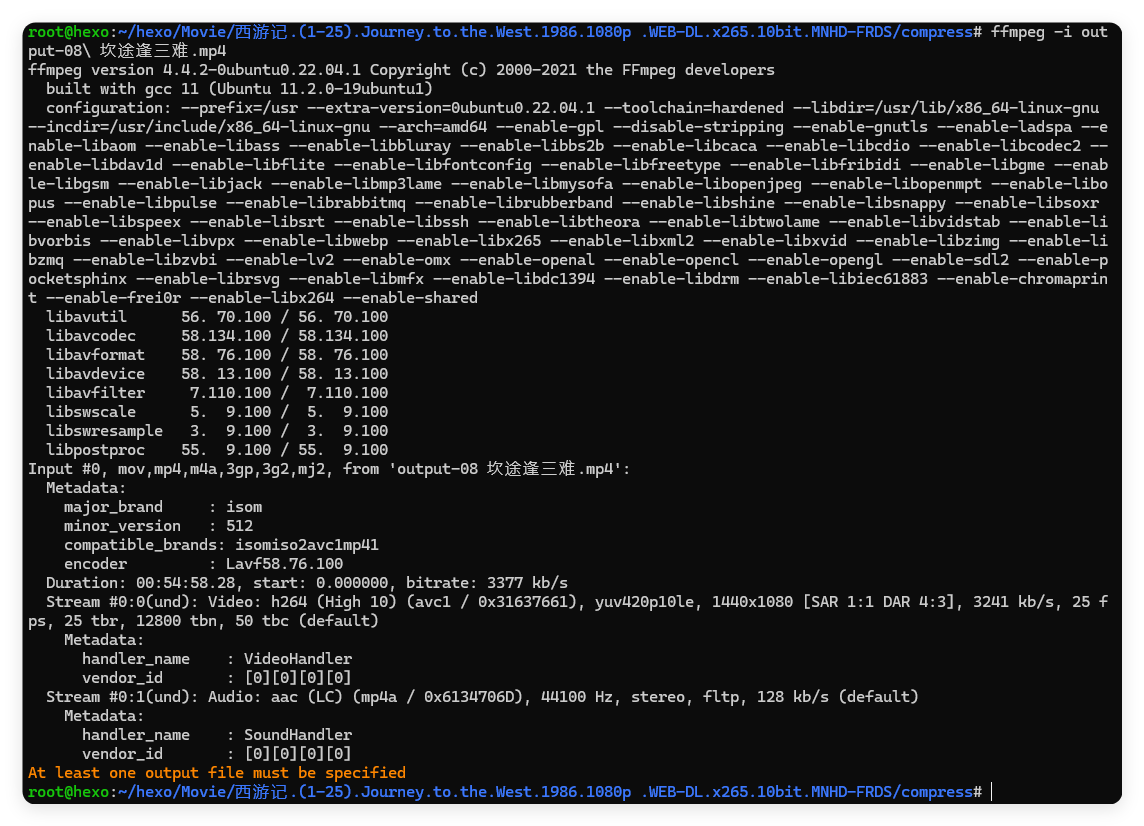 root@hexo:~/hexo/Movie/西游记.(1-25).Journey.to.the.West.1986.1080p .WEB-DL.x265.10bit.MNHD-FRDS/compress# ffmpeg -i out
put-08\ 坎途逢三难.mp4
ffmpeg version 4.4.2-0ubuntu0.22.04.1 Copyright (c) 2000-2021 the FFmpeg developers
  built with gcc 11 (Ubuntu 11.2.0-19ubuntu1)
  configuration: --prefix=/usr --extra-version=0ubuntu0.22.04.1 --toolchain=hardened --libdir=/usr/lib/x86_64-linux-gnu
--incdir=/usr/include/x86_64-linux-gnu --arch=amd64 --enable-gpl --disable-stripping --enable-gnutls --enable-ladspa --e
nable-libaom --enable-libass --enable-libbluray --enable-libbs2b --enable-libcaca --enable-libcdio --enable-libcodec2 --
enable-libdav1d --enable-libflite --enable-libfontconfig --enable-libfreetype --enable-libfribidi --enable-libgme --enab
le-libgsm --enable-libjack --enable-libmp3lame --enable-libmysofa --enable-libopenjpeg --enable-libopenmpt --enable-libo
pus --enable-libpulse --enable-librabbitmq --enable-librubberband --enable-libshine --enable-libsnappy --enable-libsoxr
--enable-libspeex --enable-libsrt --enable-libssh --enable-libtheora --enable-libtwolame --enable-libvidstab --enable-li
bvorbis --enable-libvpx --enable-libwebp --enable-libx265 --enable-libxml2 --enable-libxvid --enable-libzimg --enable-li
bzmq --enable-libzvbi --enable-lv2 --enable-omx --enable-openal --enable-opencl --enable-opengl --enable-sdl2 --enable-p
ocketsphinx --enable-librsvg --enable-libmfx --enable-libdc1394 --enable-libdrm --enable-libiec61883 --enable-chromaprin
t --enable-frei0r --enable-libx264 --enable-shared
  libavutil      56. 70.100 / 56. 70.100
  libavcodec     58.134.100 / 58.134.100
  libavformat    58. 76.100 / 58. 76.100
  libavdevice    58. 13.100 / 58. 13.100
  libavfilter     7.110.100 /  7.110.100
  libswscale      5.  9.100 /  5.  9.100
  libswresample   3.  9.100 /  3.  9.100
  libpostproc    55.  9.100 / 55.  9.100
Input #0, mov,mp4,m4a,3gp,3g2,mj2, from 'output-08 坎途逢三难.mp4':
  Metadata:
    major_brand     : isom
    minor_version   : 512
    compatible_brands: isomiso2avc1mp41
    encoder         : Lavf58.76.100
  Duration: 00:54:58.28, start: 0.000000, bitrate: 3377 kb/s
  Stream #0:0(und): Video: h264 (High 10) (avc1 / 0x31637661), yuv420p10le, 1440x1080 [SAR 1:1 DAR 4:3], 3241 kb/s, 25 f
ps, 25 tbr, 12800 tbn, 50 tbc (default)
    Metadata:
      handler_name    : VideoHandler
      vendor_id       : [0][0][0][0]
  Stream #0:1(und): Audio: aac (LC) (mp4a / 0x6134706D), 44100 Hz, stereo, fltp, 128 kb/s (default)
    Metadata:
      handler_name    : SoundHandler
      vendor_id       : [0][0][0][0]
At least one output file must be specified
root@hexo:~/hexo/Movie/西游记.(1-25).Journey.to.the.West.1986.1080p .WEB-DL.x265.10bit.MNHD-FRDS/compress#